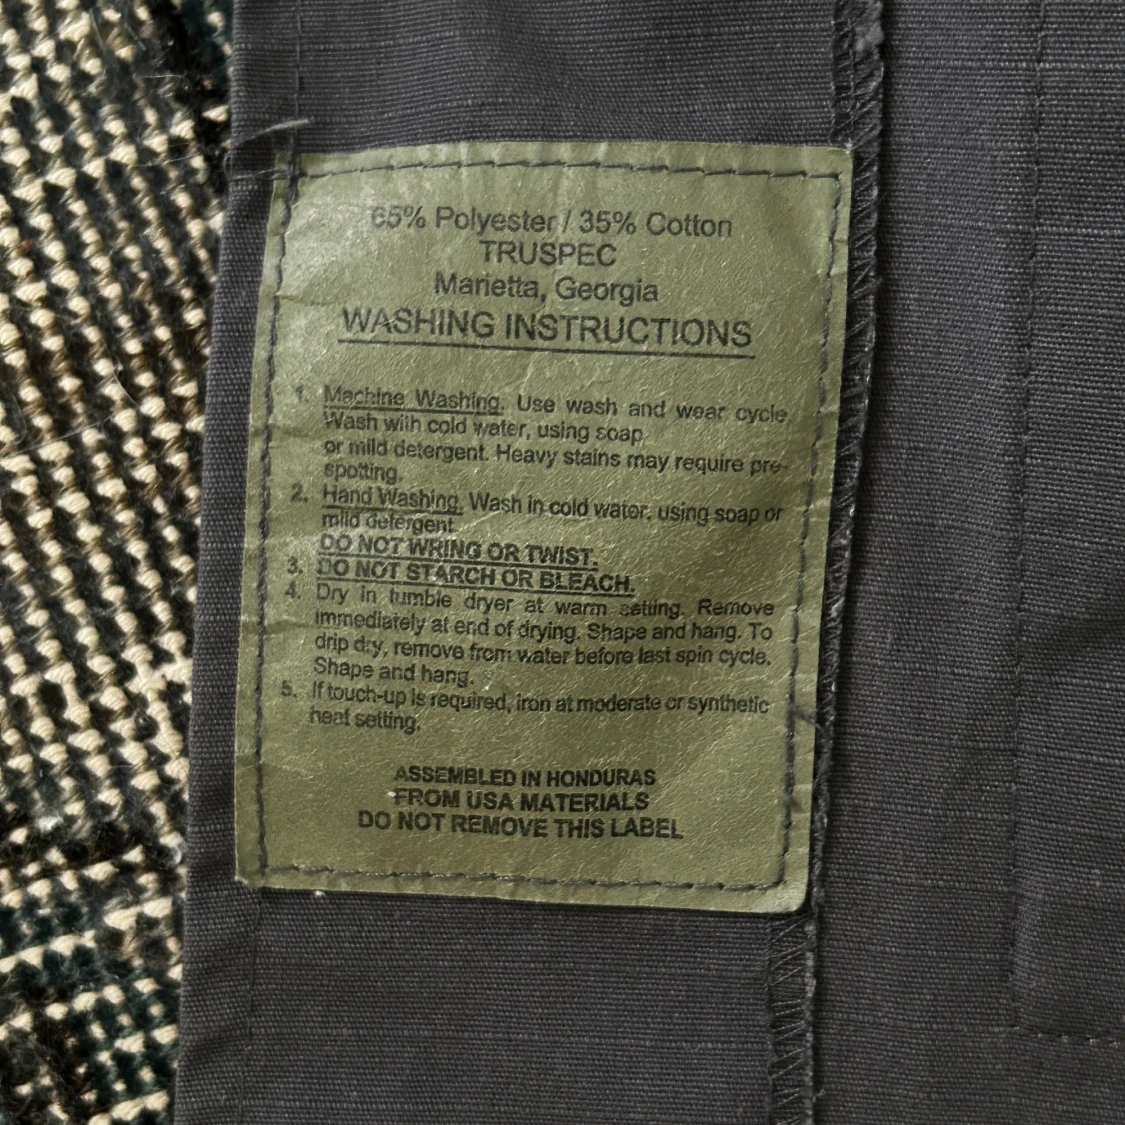 65% Polyester / 35% Cotton
TRUSPEC
Marietta, Georgia
WASHING INSTRUCTIONS
1. Machine Washing. Use wash and wear cycle.
Wash with cold water, using soap
or mild detergent. Heavy stains may require pre-
spotting.
2. Hand Washing. Wash in cold water, using soap or
mild detergent.
DO NOT WRING OR TWIST.
3. DO NOT STARCH OR BLEACH.
4. Dry in tumble dryer at warm setting. Remove
immediately at end of drying. Shape and hang. To
drip dry, remove from water before last spin cycle.
Shape and hang.
5. If touch-up is required, iron at moderate or synthetic
heat setting.
ASSEMBLED IN HONDURAS
FROM USA MATERIALS
DO NOT REMOVE THIS LABEL